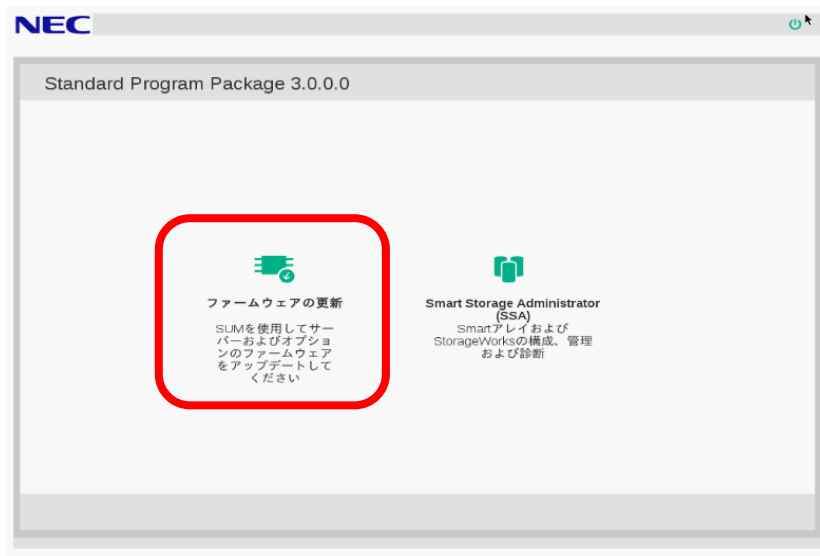 NEC
Standard Program Package 3.0.0.0
ファームウェアの更新
SUMを使用してサー
バーおよびオプショ
ンのファームウェア
をアップデートして
ください
Smart Storage Administrator
(SSA)
Smartアレイおよび
StorageWorksの構成、管理
および診断